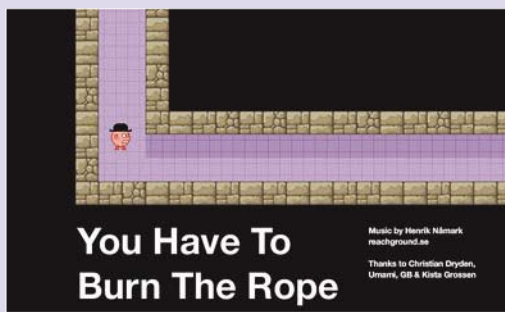 You Have To
Burn The Rope
Music by Henrik Nåmark
reachground.se
Thanks to Christian Dryden,
Umami, GB & Kista Grossen